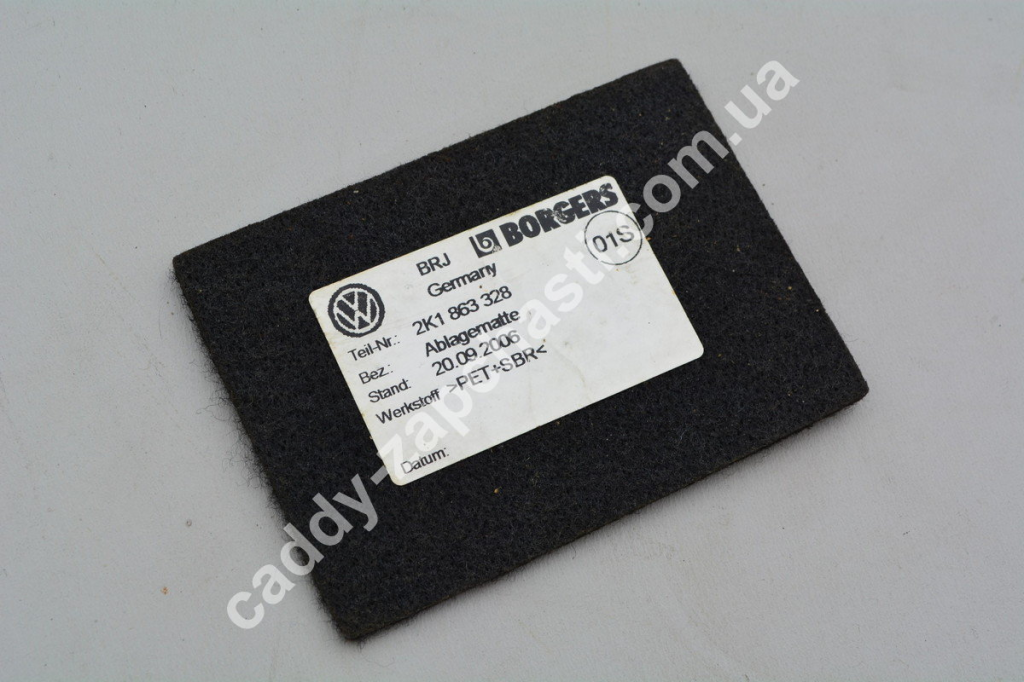 BORGERS
BRJ
Germany
01S
VW
Teil-Nr.: 2K1 863 328
Bez.: Ablagematte
Stand: 20.09.2006
Werkstoff: >PET+SBR<
Datum:
caddy-zapchasti.com.ua